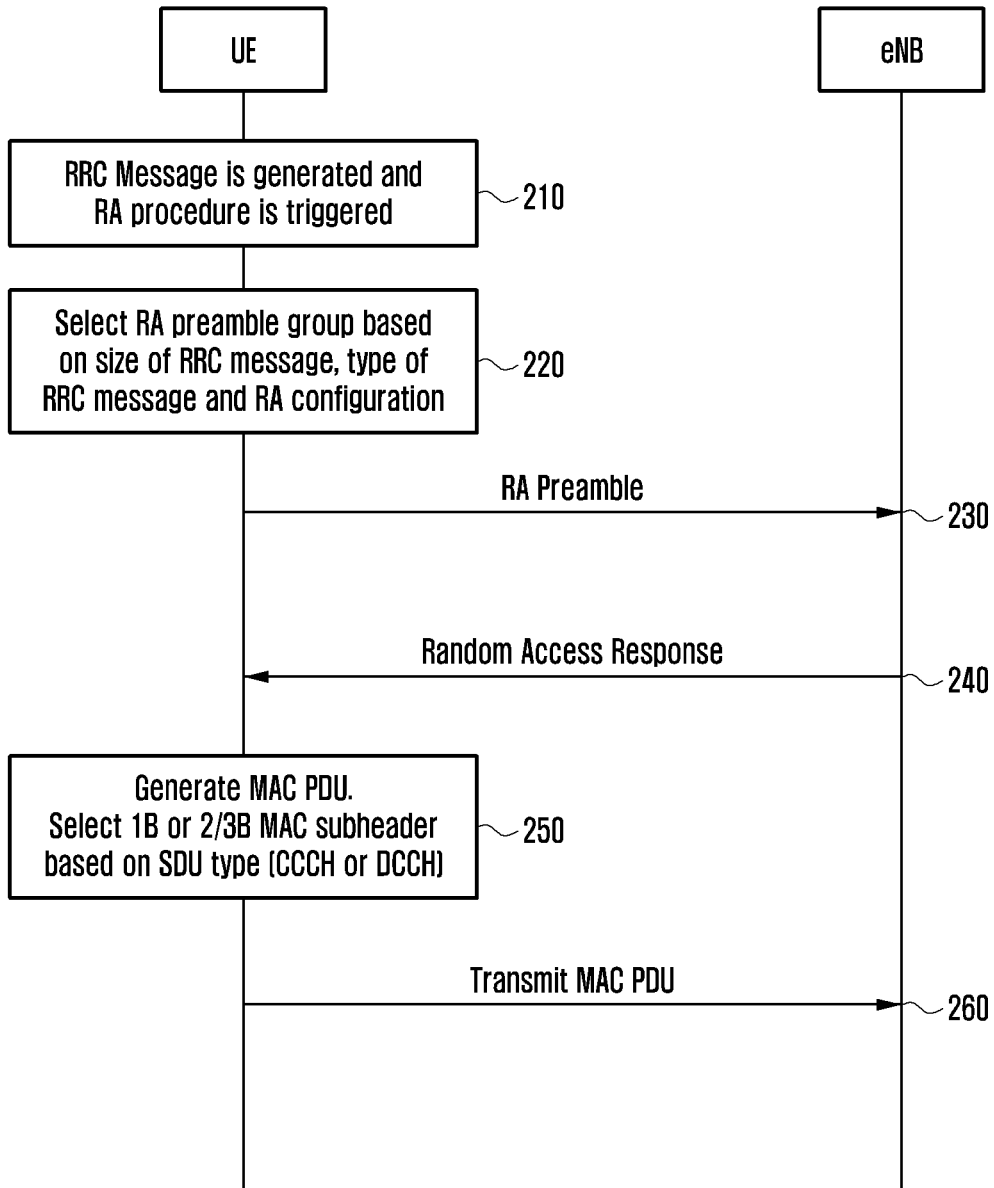 UE
eNB
RRC Message is generated and
RA procedure is triggered
210
Select RA preamble group based
on size of RRC message, type of
RRC message and RA configuration
220
RA Preamble
230
Random Access Response
240
Generate MAC PDU.
Select 1B or 2/3B MAC subheader
based on SDU type (CCCH or DCCH)
250
Transmit MAC PDU
260